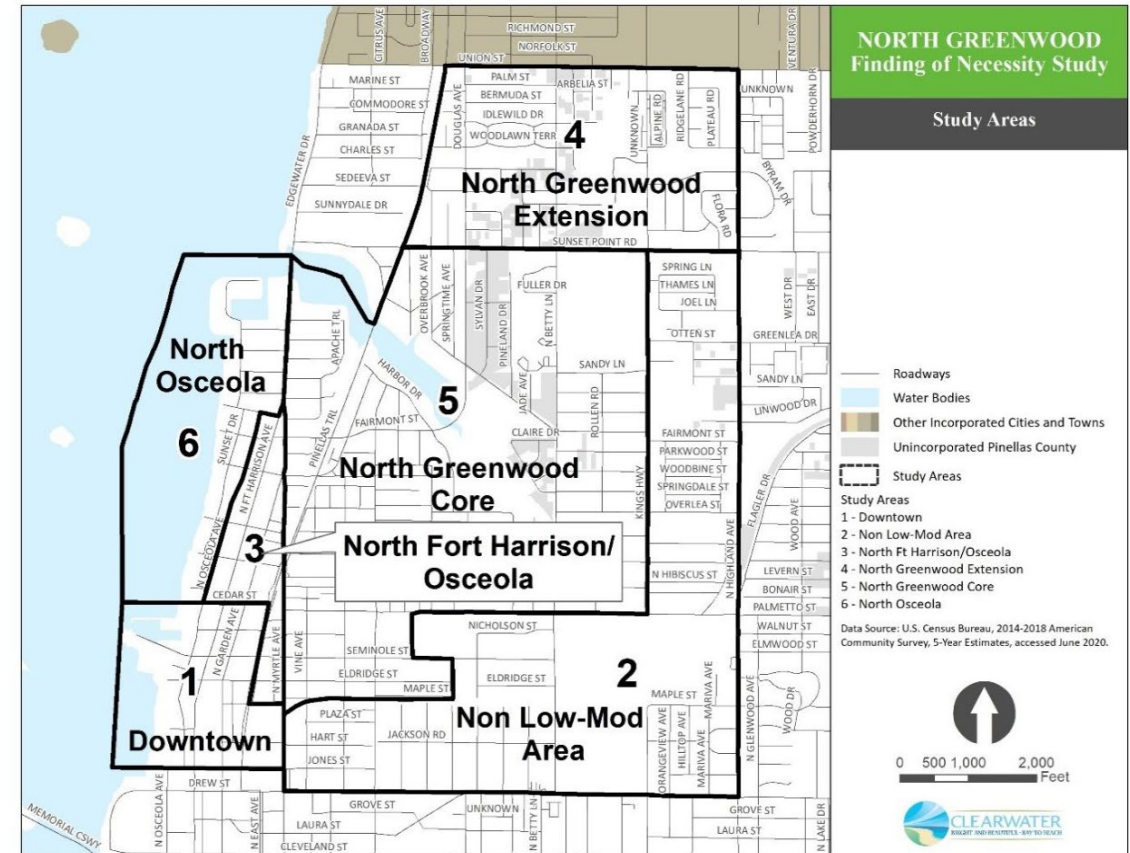 NORTH GREENWOOD
Finding of Necessity Study
Study Areas
Roadways
Water Bodies
Other Incorporated Cities and Towns
Unincorporated Pinellas County
Study Areas
Study Areas
1 - Downtown
2 - Non Low-Mod Area
3 - North Ft Harrison/Osceola
4 - North Greenwood Extension
5 - North Greenwood Core
6 - North Osceola
Data Source: U.S. Census Bureau, 2014-2018 American
Community Survey, 5-Year Estimates, accessed June 2020.
0 500 1,000 2,000
Feet
CLEARWATER
BRIGHT AND BEAUTIFUL · BAY TO BEACH
CITRUS AVE
BROADWAY
RICHMOND ST
NORFOLK ST
UNION ST
VENTURA DR
MARINE ST
COMMODORE ST
GRANADA ST
CHARLES ST
SEDEEVA ST
SUNNYDALE DR
EDGEWATER DR
DOUGLAS AVE
PALM ST
ARBELIA ST
BERMUDA ST
IDLEWILD DR
WOODLAWN TERR
UNKNOWN
ALPINE RD
RIDGELANE RD
PLATEAU RD
UNKNOWN
POWDERHORN DR
BYRAM DR
FLORA RD
4
North Greenwood
Extension
SUNSET POINT RD
OVERBROOK AVE
SPRINGTIME AVE
SYLVAN DR
PINELAND DR
FULLER DR
N BETTY LN
SPRING LN
THAMES LN
JOEL LN
OTTEN ST
WEST DR
EAST DR
GREENLEA DR
North
Osceola
6
APACHE TRL
HARBOR DR
PINELLAS TRL
FAIRMONT ST
5
North Greenwood
Core
JADE AVE
CLAIRE DR
SANDY LN
ROLLEN RD
KINGS HWY
SANDY LN
LINWOOD DR
FAIRMONT ST
PARKWOOD ST
WOODBINE ST
SPRINGDALE ST
OVERLEA ST
FLAGLER DR
WOOD AVE
SUNSET DR
N FT HARRISON AVE
N OSCEOLA AVE
3
North Fort Harrison/
Osceola
CEDAR ST
N HIBISCUS ST
N HIGHLAND AVE
LEVERN ST
BONAIR ST
PALMETTO ST
WALNUT ST
ELMWOOD ST
N GARDEN AVE
N MYRTLE AVE
VINE AVE
SEMINOLE ST
ELDRIDGE ST
MAPLE ST
NICHOLSON ST
ELDRIDGE ST
2
Non Low-Mod
Area
MAPLE ST
MARIVA AVE
N GLENWOOD AVE
WOOD DR
1
Downtown
PLAZA ST
HART ST
JONES ST
JACKSON RD
ORANGEVIEW AVE
HILLTOP AVE
MARIVA AVE
DREW ST
N OSCEOLA AVE
MEMORIAL CSWY
N EAST AVE
GROVE ST
LAURA ST
CLEVELAND ST
UNKNOWN
N BETTY LN
GROVE ST
LAURA ST
N LAKE DR